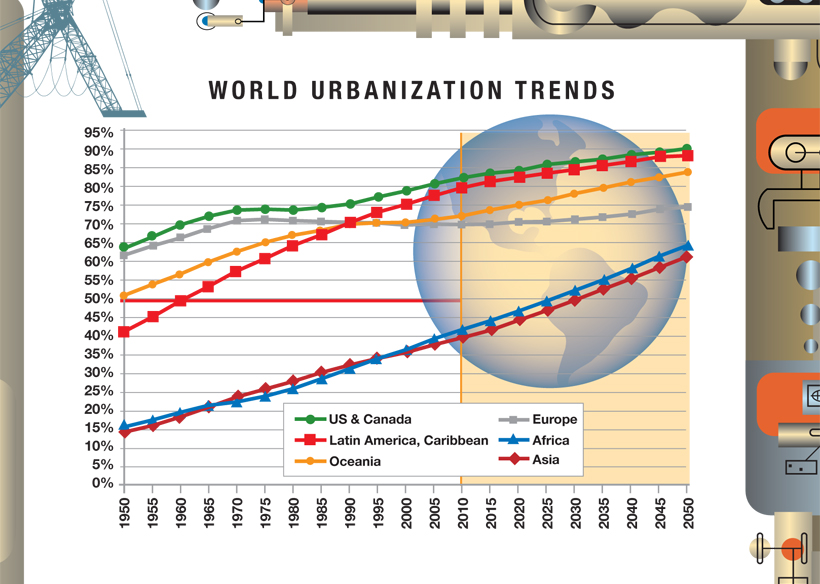 WORLD URBANIZATION TRENDS
95%
90%
85%
80%
75%
70%
65%
60%
55%
50%
45%
40%
35%
30%
25%
20%
15%
10%
5%
0%
US & Canada
Latin America, Caribbean
Oceania
Europe
Africa
Asia
1950 1955 1960 1965 1970 1975 1980 1985 1990 1995 2000 2005 2010 2015 2020 2025 2030 2035 2040 2045 2050